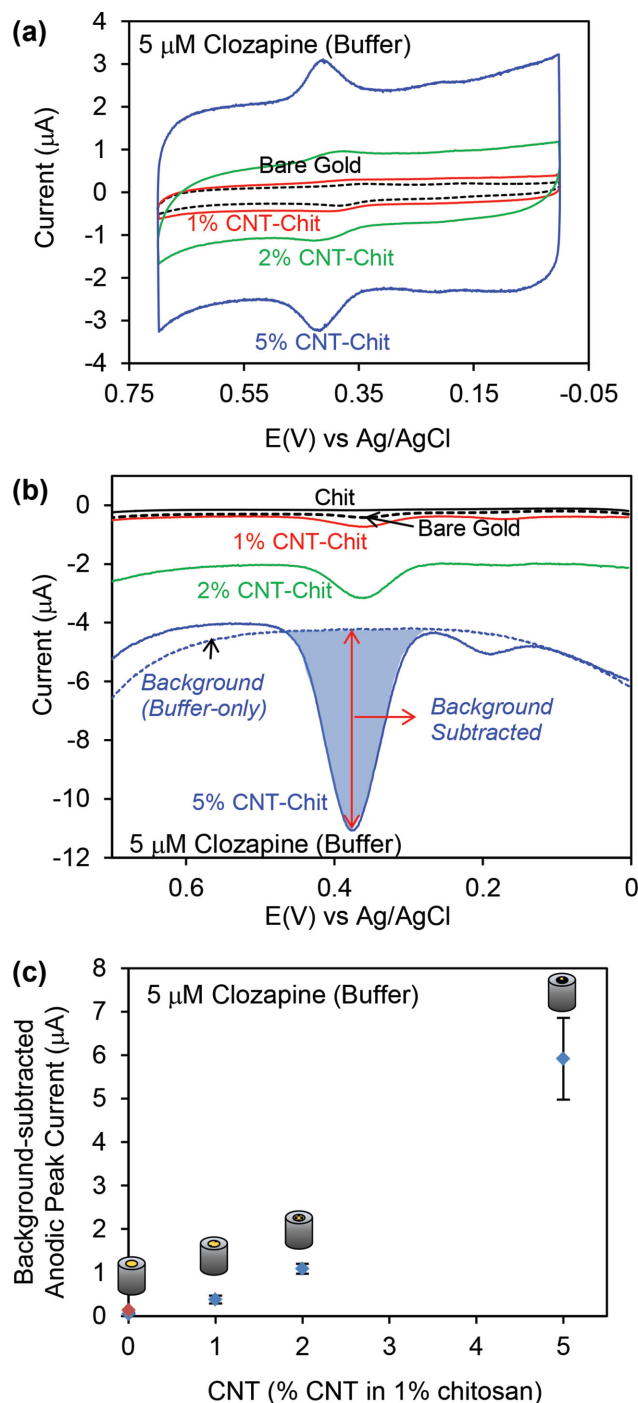 (a)
5 μM Clozapine (Buffer)
4
3
2
1
0
-1
-2
-3
-4
Current (μA)
Bare Gold
1% CNT-Chit
2% CNT-Chit
5% CNT-Chit
0.75 0.55 0.35 0.15 -0.05
E(V) vs Ag/AgCl
(b)
0
-2
-4
-6
-8
-10
-12
Current (μA)
Chit
Bare Gold
1% CNT-Chit
2% CNT-Chit
Background
(Buffer-only)
Background
Subtracted
5% CNT-Chit
5 μM Clozapine (Buffer)
0.6 0.4 0.2 0
E(V) vs Ag/AgCl
(c)
5 μM Clozapine (Buffer)
8
7
6
5
4
3
2
1
0
Background-subtracted
Anodic Peak Current (μA)
0 1 2 3 4 5
CNT (% CNT in 1% chitosan)